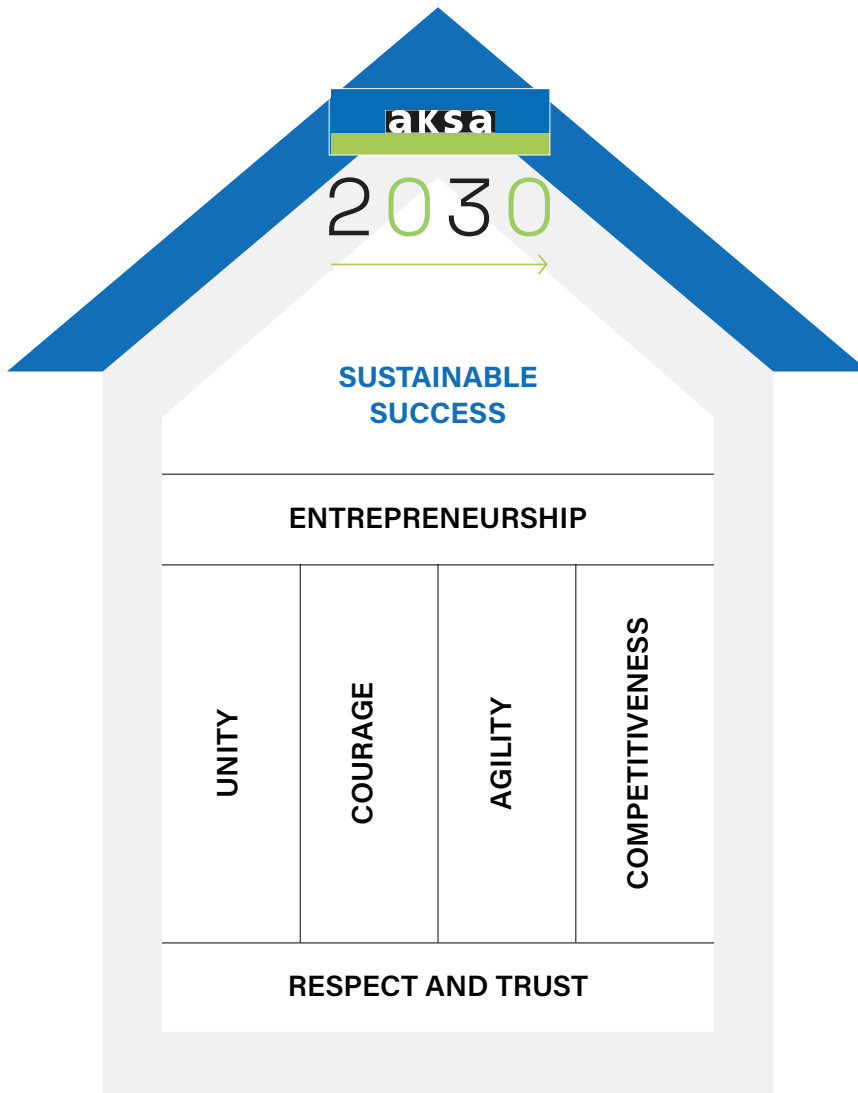 aksa
2030
SUSTAINABLE
SUCCESS
ENTREPRENEURSHIP
UNITY
COURAGE
AGILITY
COMPETITIVENESS
RESPECT AND TRUST